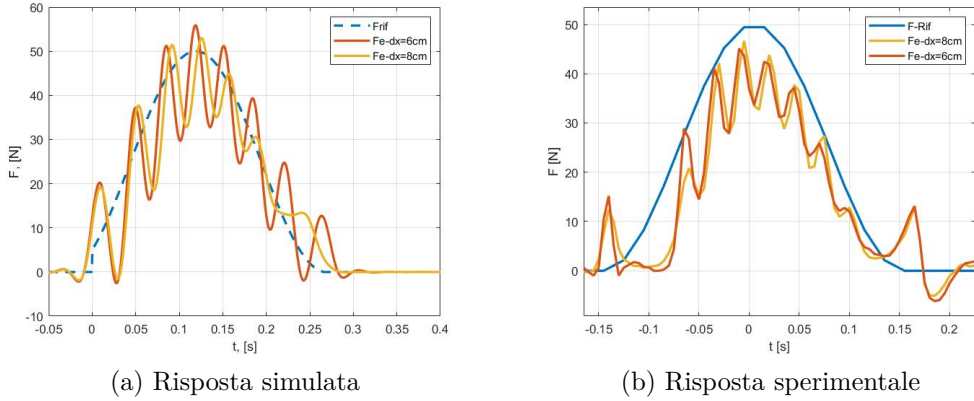 60
50
40
30
20
10
0
-10
F, [N]
-0.05 0 0.05 0.1 0.15 0.2 0.25 0.3 0.35 0.4
t, [s]
Frif
Fe-dx=6cm
Fe-dx=8cm
(a) Risposta simulata
50
40
30
20
10
0
F [N]
-0.15 -0.1 -0.05 0 0.05 0.1 0.15 0.2
t [s]
F-Rif
Fe-dx=8cm
Fe-dx=6cm
(b) Risposta sperimentale